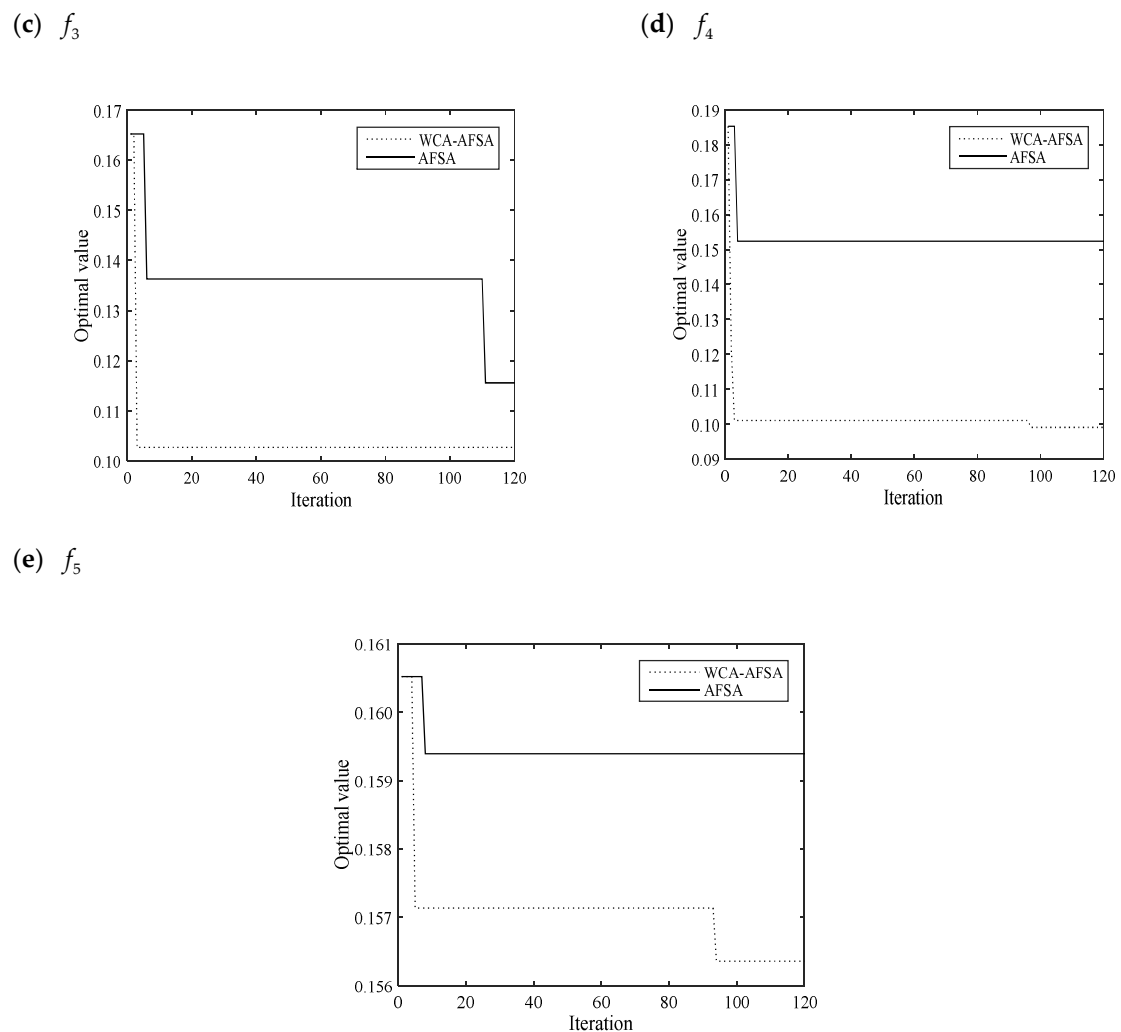 (c) f3
(d) f4
0.17
0.16
0.15
0.14
0.13
0.12
0.11
0.10
0 20 40 60 80 100 120
Optimal value
Iteration
WCA-AFSA
AFSA
0.19
0.18
0.17
0.16
0.15
0.14
0.13
0.12
0.11
0.10
0.09
0 20 40 60 80 100 120
Optimal value
Iteration
WCA-AFSA
AFSA
(e) f5
0.161
0.160
0.159
0.158
0.157
0.156
0 20 40 60 80 100 120
Optimal value
Iteration
WCA-AFSA
AFSA